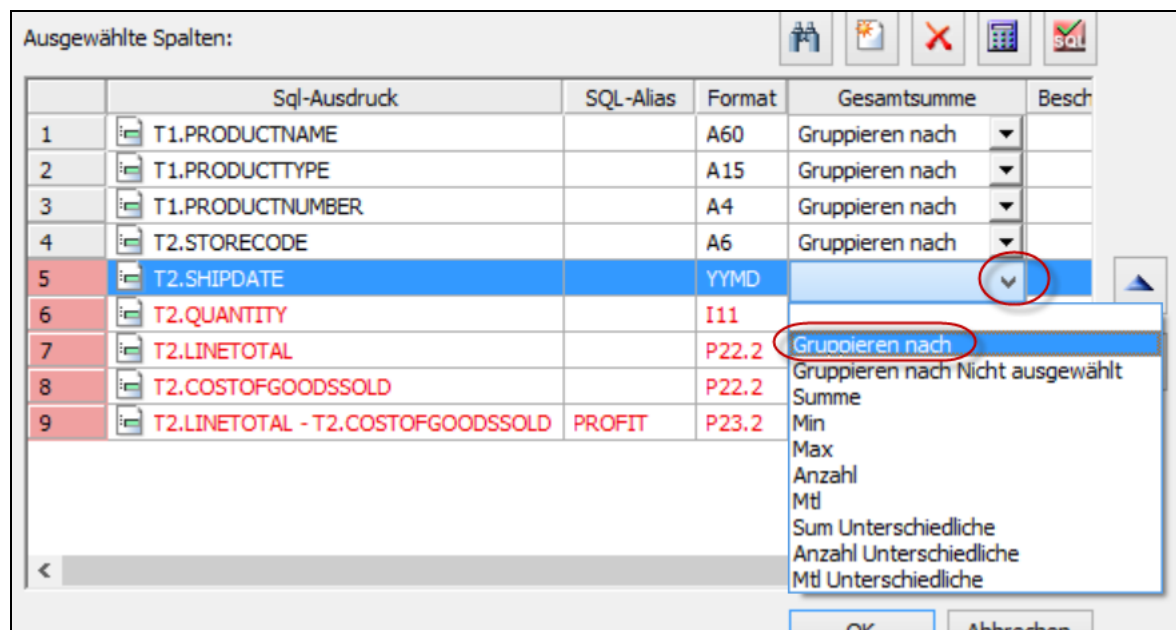 Ausgewählte Spalten:
SQL
Sql-Ausdruck SQL-Alias Format Gesamtsumme Besch
1 T1.PRODUCTNAME A60 Gruppieren nach
2 T1.PRODUCTTYPE A15 Gruppieren nach
3 T1.PRODUCTNUMBER A4 Gruppieren nach
4 T2.STORECODE A6 Gruppieren nach
5 T2.SHIPDATE YYMD
6 T2.QUANTITY I11
7 T2.LINETOTAL P22.2 Gruppieren nach
Gruppieren nach Nicht ausgewählt
8 T2.COSTOFGOODSSOLD P22.2 Summe
9 T2.LINETOTAL - T2.COSTOFGOODSSOLD PROFIT P23.2 Min
Max
Anzahl
Mtl
Sum Unterschiedliche
Anzahl Unterschiedliche
Mtl Unterschiedliche
OK Abbrechen